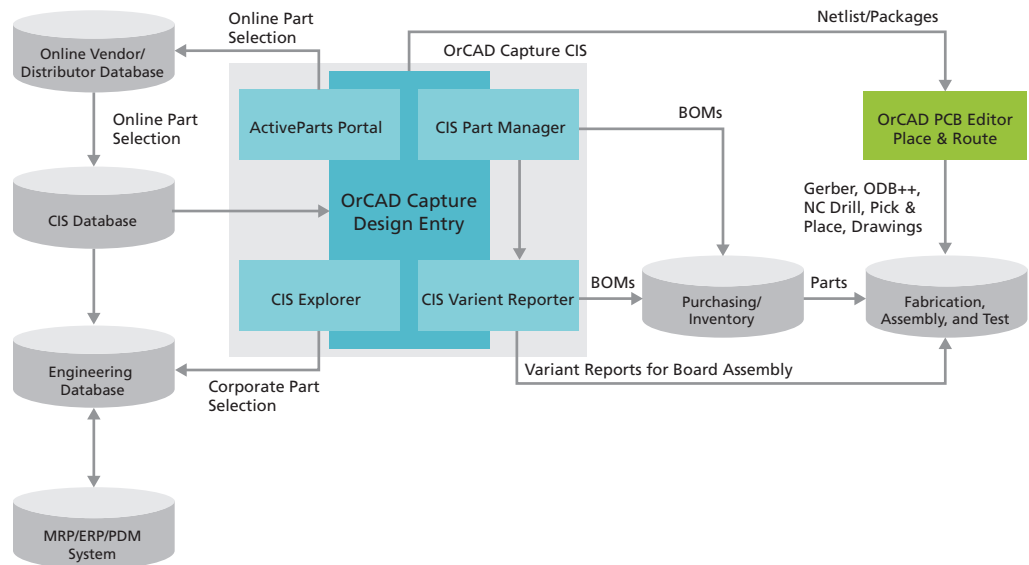 Online Part
Selection
Netlist/Packages
OrCAD Capture CIS
Online Vendor/
Distributor Database
Online Part
Selection
ActiveParts Portal
CIS Part Manager
BOMs
OrCAD PCB Editor
Place & Route
CIS Database
OrCAD Capture
Design Entry
Gerber, ODB++,
NC Drill, Pick &
Place, Drawings
CIS Explorer
CIS Varient Reporter
BOMs
Purchasing/
Inventory
Parts
Fabrication,
Assembly, and Test
Engineering
Database
Corporate Part
Selection
Variant Reports for Board Assembly
MRP/ERP/PDM
System